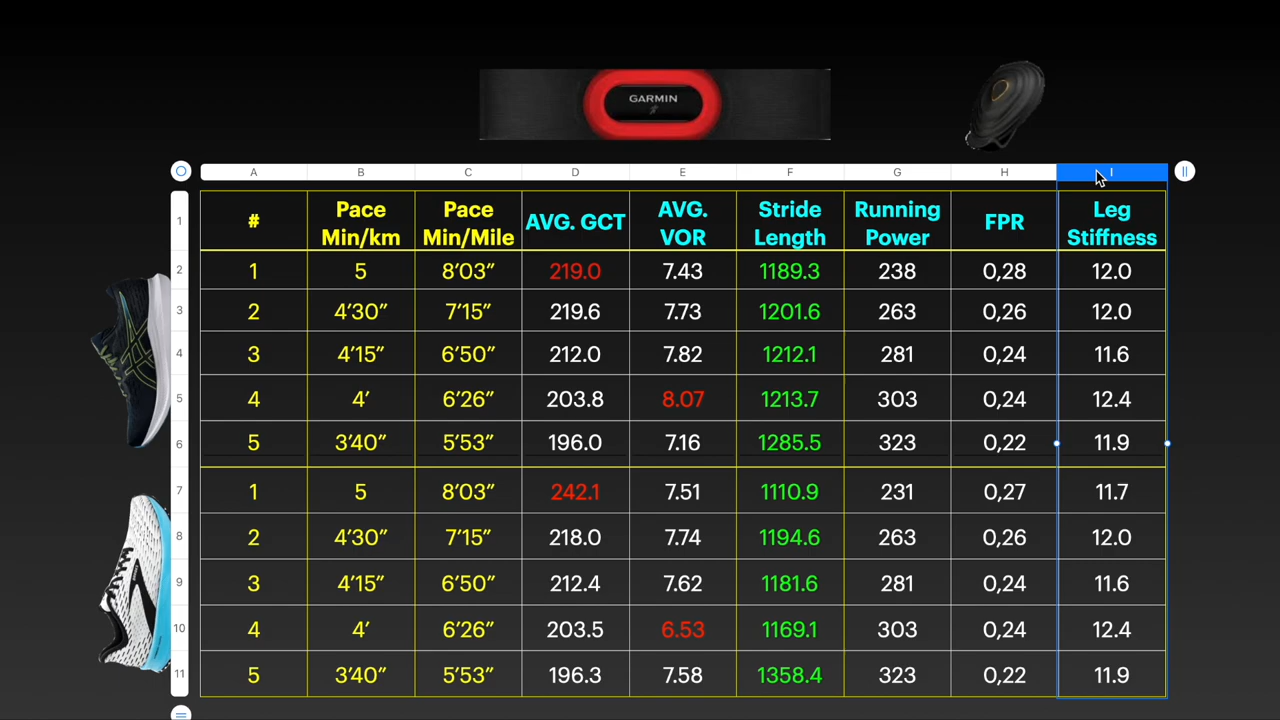 GARMIN
A B C D E F G H I
1 # Pace Min/km Pace Min/Mile AVG. GCT AVG. VOR Stride Length Running Power FPR Leg Stiffness
2 1 5 8’03” 219.0 7.43 1189.3 238 0,28 12.0
3 2 4’30” 7’15” 219.6 7.73 1201.6 263 0,26 12.0
4 3 4’15” 6’50” 212.0 7.82 1212.1 281 0,24 11.6
5 4 4’ 6’26” 203.8 8.07 1213.7 303 0,24 12.4
6 5 3’40” 5’53” 196.0 7.16 1285.5 323 0,22 11.9
7 1 5 8’03” 242.1 7.51 1110.9 231 0,27 11.7
8 2 4’30” 7’15” 218.0 7.74 1194.6 263 0,26 12.0
9 3 4’15” 6’50” 212.4 7.62 1181.6 281 0,24 11.6
10 4 4’ 6’26” 203.5 6.53 1169.1 303 0,24 12.4
11 5 3’40” 5’53” 196.3 7.58 1358.4 323 0,22 11.9